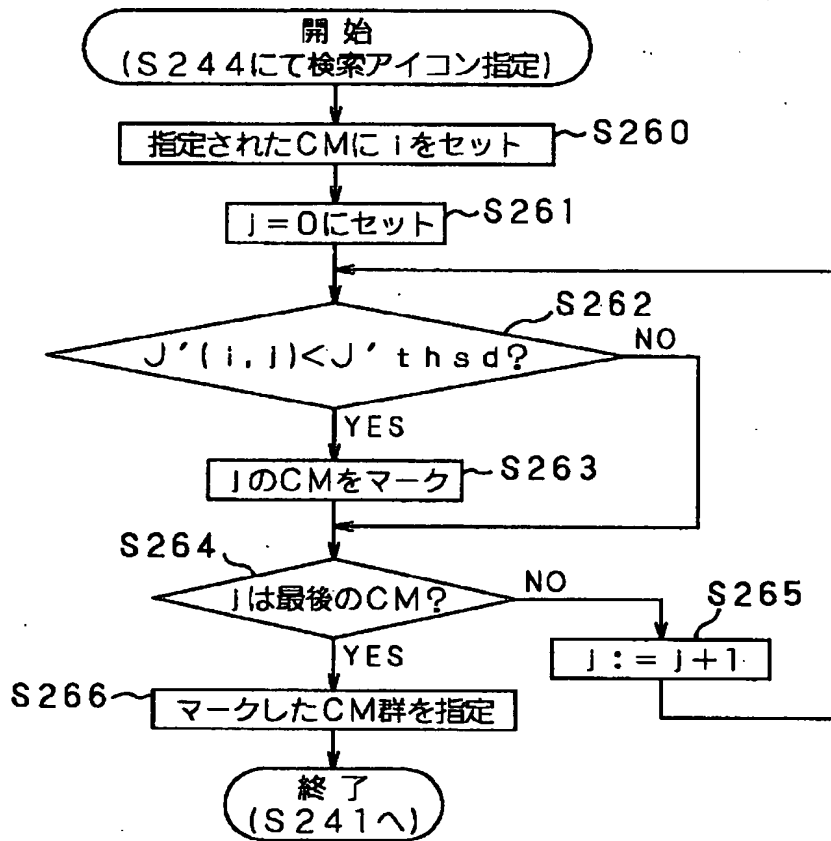 開始
(S244にて検索アイコン指定)
指定されたCMにiをセット
S260
j=0にセット
S261
S262
J′(i,j)<J′thsd?
NO
YES
jのCMをマーク
S263
S264
jは最後のCM?
NO
S265
YES
j:=j+1
S266
マークしたCM群を指定
終了
(S241へ)